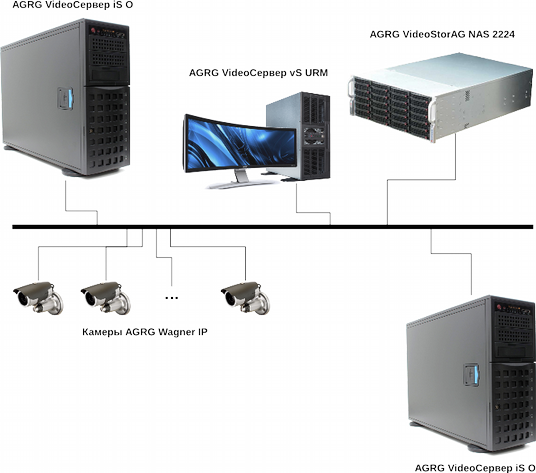 AGRG VideoСервер iS O
AGRG VideoStorAG NAS 2224
AGRG VideoСервер vS URM
...
Камеры AGRG Wagner IP
AGRG VideoСервер iS O